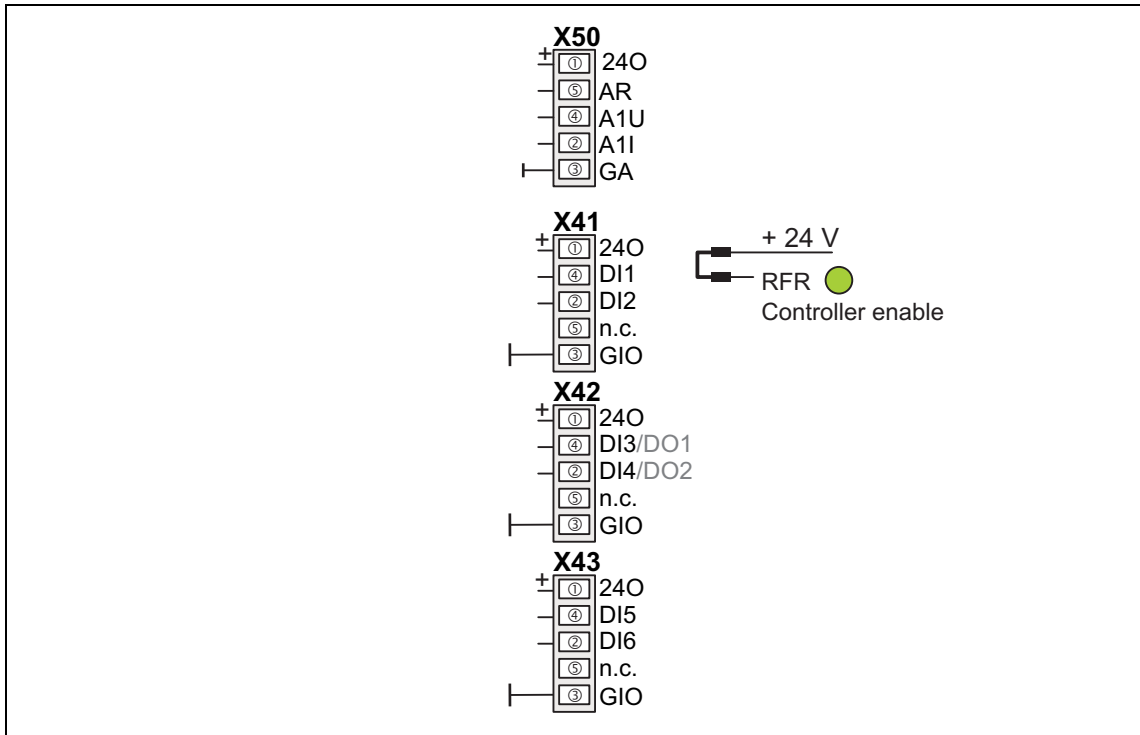 X50
+
① 24O
⑤ AR
④ A1U
② A1I
③ GA
X41
+
① 24O
④ DI1
② DI2
⑤ n.c.
③ GIO
+ 24 V
RFR
Controller enable
X42
+
① 24O
④ DI3/DO1
② DI4/DO2
⑤ n.c.
③ GIO
X43
+
① 24O
④ DI5
② DI6
⑤ n.c.
③ GIO